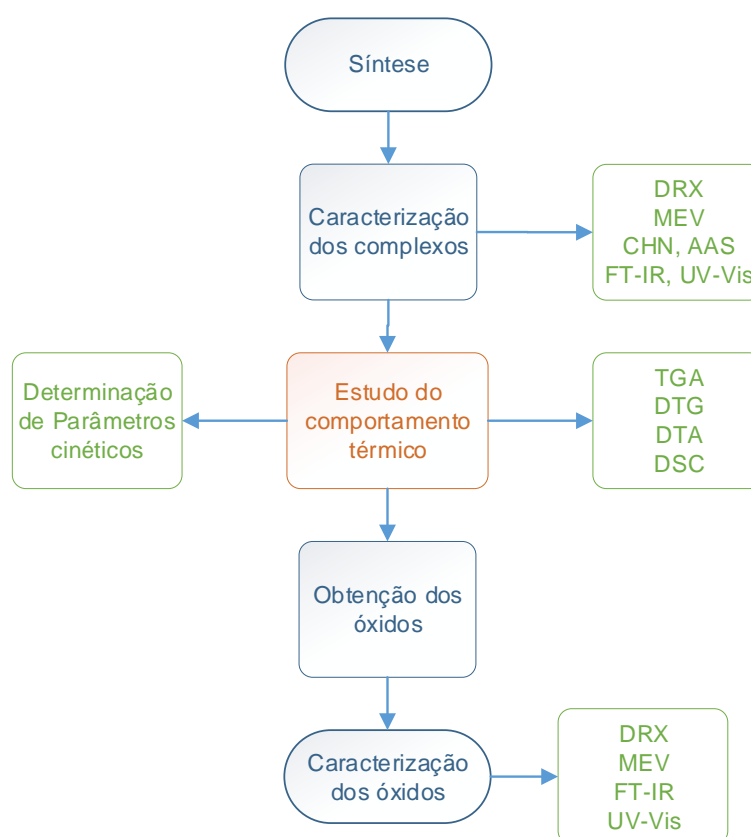 Síntese
Caracterização
dos complexos
DRX
MEV
CHN, AAS
FT-IR, UV-Vis
Determinação
de Parâmetros
cinéticos
Estudo do
comportamento
térmico
TGA
DTG
DTA
DSC
Obtenção dos
óxidos
Caracterização
dos óxidos
DRX
MEV
FT-IR
UV-Vis